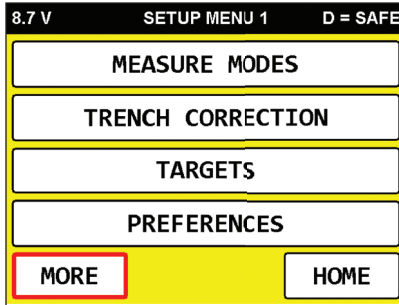 8.7 V SETUP MENU 1 D = SAFE
MEASURE MODES
TRENCH CORRECTION
TARGETS
PREFERENCES
MORE HOME